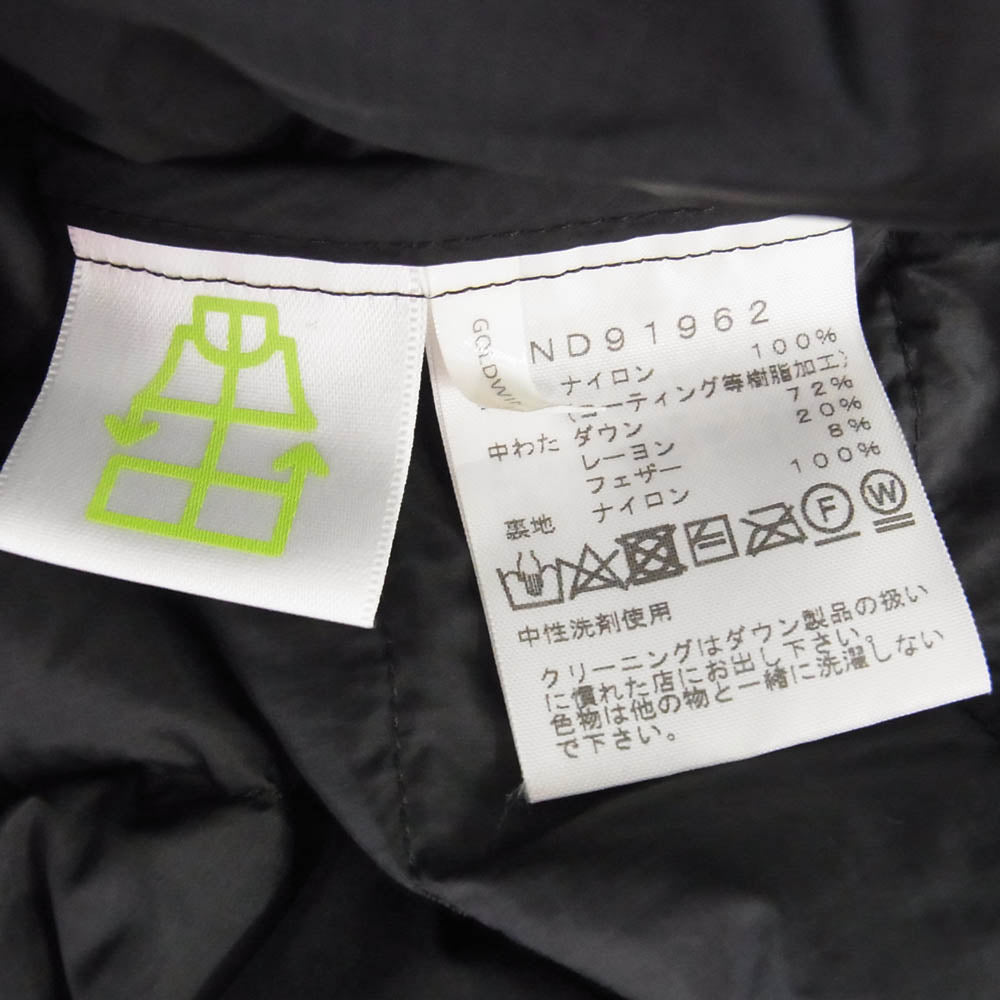 GOLDWI
ND91962
ナイロン 100%
(コーティング等樹脂加工)
中わた ダウン 72%
レーヨン 20%
フェザー 8%
裏地 ナイロン 100%
F W
中性洗剤使用
クリーニングはダウン製品の扱い
に慣れた店にお出し下さい。
色物は他の物と一緒に洗濯しない
で下さい。